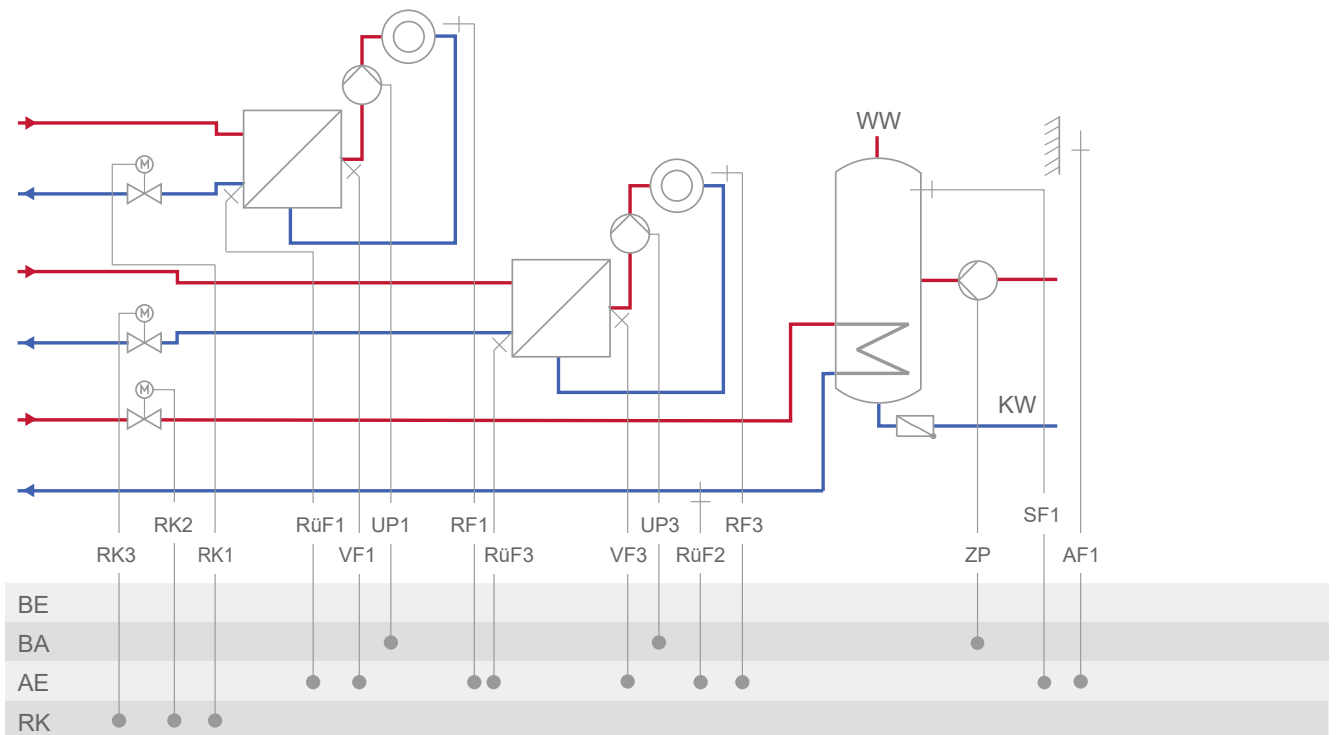 WW
M
M
M
KW
RK2 RüF1 UP1 RF1 UP3 RF3 SF1
RK3 RK1 VF1 RüF3 VF3 RüF2 ZP AF1
BE
BA
AE
RK